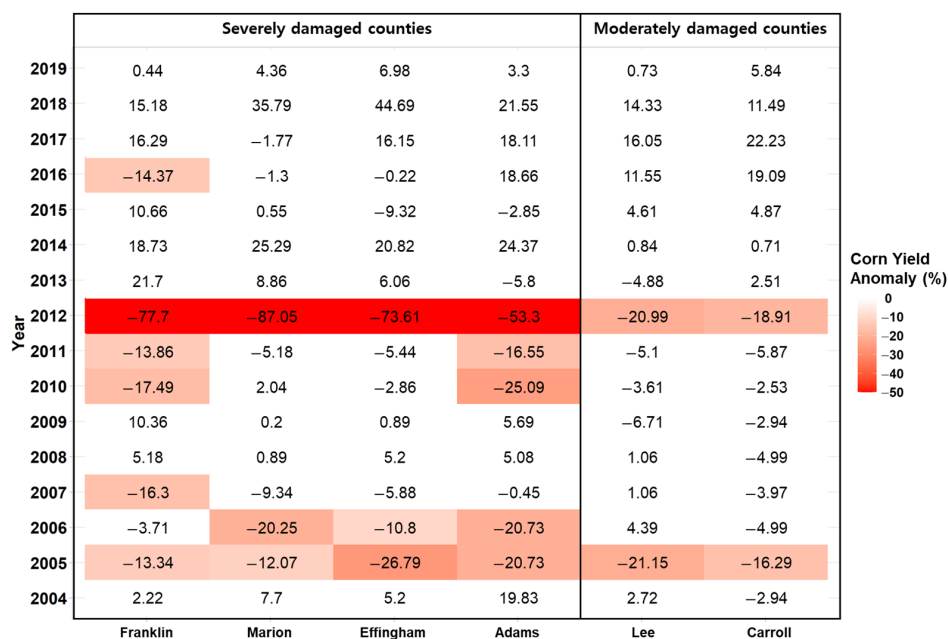 Severely damaged counties Moderately damaged counties
2019 0.44 4.36 6.98 3.3 0.73 5.84
2018 15.18 35.79 44.69 21.55 14.33 11.49
2017 16.29 −1.77 16.15 18.11 16.05 22.23
2016 −14.37 −1.3 −0.22 18.66 11.55 19.09
2015 10.66 0.55 −9.32 −2.85 4.61 4.87
2014 18.73 25.29 20.82 24.37 0.84 0.71
2013 21.7 8.86 6.06 −5.8 −4.88 2.51
2012 −77.7 −87.05 −73.61 −53.3 −20.99 −18.91
2011 −13.86 −5.18 −5.44 −16.55 −5.1 −5.87
2010 −17.49 2.04 −2.86 −25.09 −3.61 −2.53
2009 10.36 0.2 0.89 5.69 −6.71 −2.94
2008 5.18 0.89 5.2 5.08 1.06 −4.99
2007 −16.3 −9.34 −5.88 −0.45 1.06 −3.97
2006 −3.71 −20.25 −10.8 −20.73 4.39 −4.99
2005 −13.34 −12.07 −26.79 −20.73 −21.15 −16.29
2004 2.22 7.7 5.2 19.83 2.72 −2.94
Franklin Marion Effingham Adams Lee Carroll
Year
Corn Yield
Anomaly (%)
0
−10
−20
−30
−40
−50